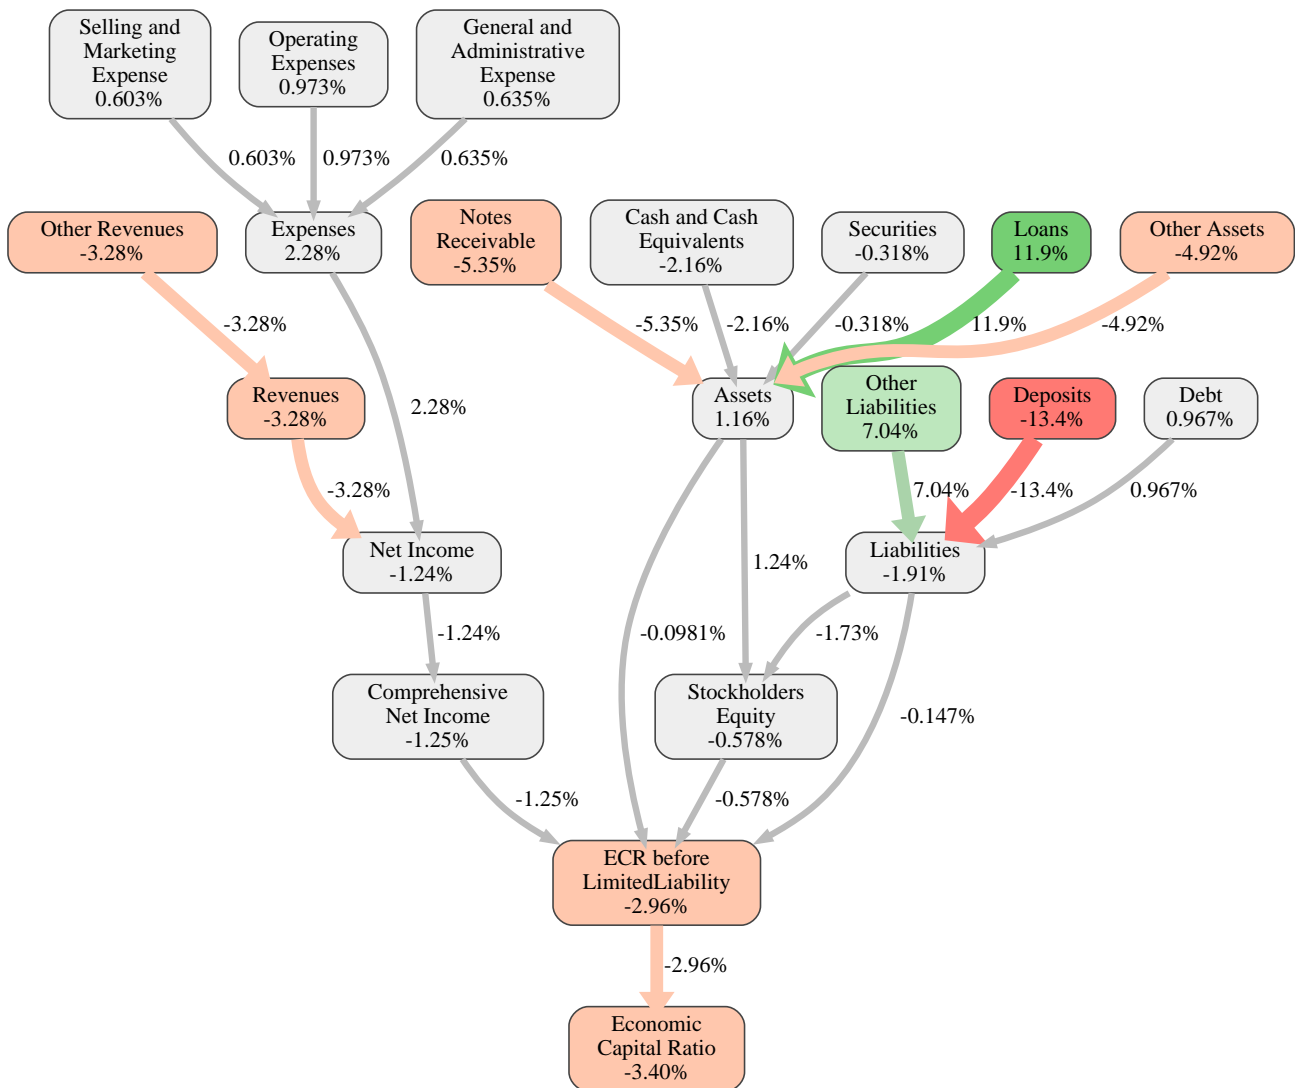 Selling and
Marketing
Expense
0.603%
Operating
Expenses
0.973%
General and
Administrative
Expense
0.635%
0.603%
0.973%
0.635%
Other Revenues
-3.28%
Expenses
2.28%
Notes
Receivable
-5.35%
Cash and Cash
Equivalents
-2.16%
Securities
-0.318%
Loans
11.9%
Other Assets
-4.92%
-3.28%
-5.35%
-2.16%
-0.318%
11.9%
-4.92%
Revenues
-3.28%
2.28%
Assets
1.16%
Other
Liabilities
7.04%
Deposits
-13.4%
Debt
0.967%
-3.28%
7.04%
-13.4%
0.967%
Net Income
-1.24%
1.24%
Liabilities
-1.91%
-1.24%
-0.0981%
-1.73%
Comprehensive
Net Income
-1.25%
Stockholders
Equity
-0.578%
-0.147%
-1.25%
-0.578%
ECR before
LimitedLiability
-2.96%
-2.96%
Economic
Capital Ratio
-3.40%